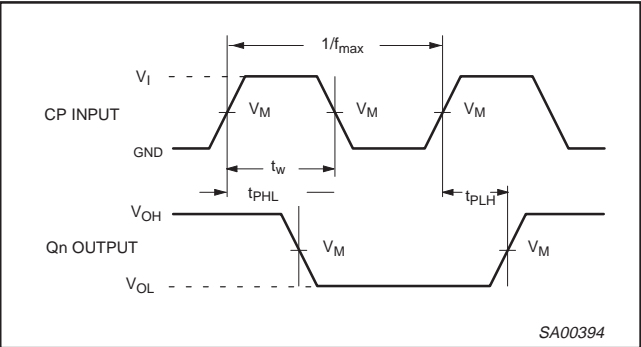 1/fmax
VI
CP INPUT
VM
VM
VM
GND
tw
tPHL
tPLH
VOH
Qn OUTPUT
VM
VM
VOL
SA00394